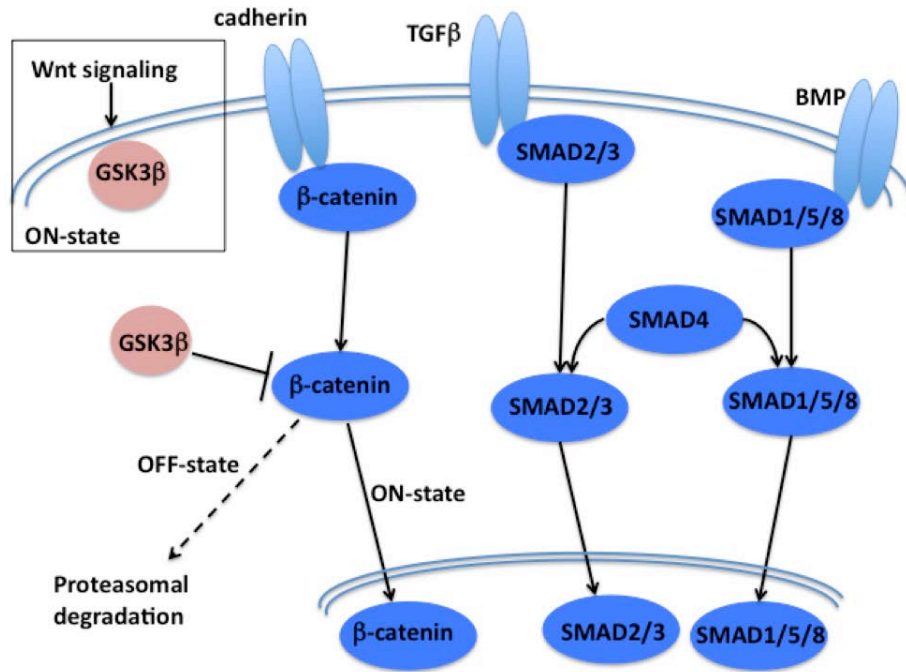 cadherin
TGFβ
BMP
Wnt signaling
GSK3β
ON-state
SMAD2/3
β-catenin
SMAD1/5/8
GSK3β
SMAD4
β-catenin
SMAD2/3
SMAD1/5/8
OFF-state
ON-state
Proteasomal
degradation
β-catenin
SMAD2/3
SMAD1/5/8